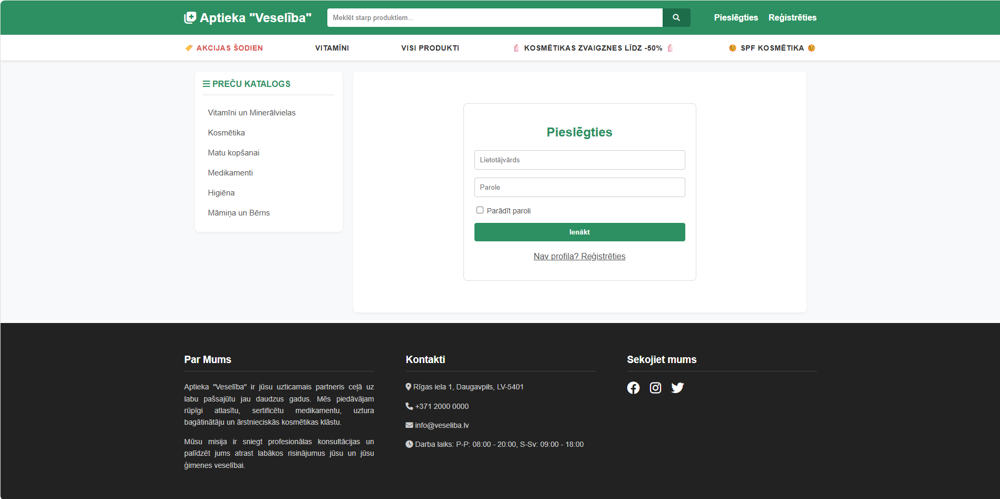 Aptieka "Veselība"
Meklēt starp produktiem...
Pieslēgties
Reģistrēties
AKCIJAS ŠODIEN
VITAMĪNI
VISI PRODUKTI
KOSMĒTIKAS ZVAIGZNES LĪDZ -50%
SPF KOSMĒTIKA
PREČU KATALOGS
Vitamīni un Minerālvielas
Kosmētika
Matu kopšanai
Medikamenti
Higiēna
Māmiņa un Bērns
Pieslēgties
Lietotājvārds
Parole
Parādīt paroli
Ienākt
Nav profila? Reģistrēties
Par Mums
Aptieka "Veselība" ir jūsu uzticamais partneris ceļā uz
labu pašsajūtu jau daudzus gadus. Mēs piedāvājam
rūpīgi atlasītu, sertificētu medikamentu, uztura
bagātinātāju un ārstnieciskās kosmētikas klāstu.
Mūsu misija ir sniegt profesionālas konsultācijas un
palīdzēt jums atrast labākos risinājumus jūsu un jūsu
ģimenes veselībai.
Kontakti
Rīgas iela 1, Daugavpils, LV-5401
+371 2000 0000
info@veseliba.lv
Darba laiks: P-P: 08:00 - 20:00, S-Sv: 09:00 - 18:00
Sekojiet mums